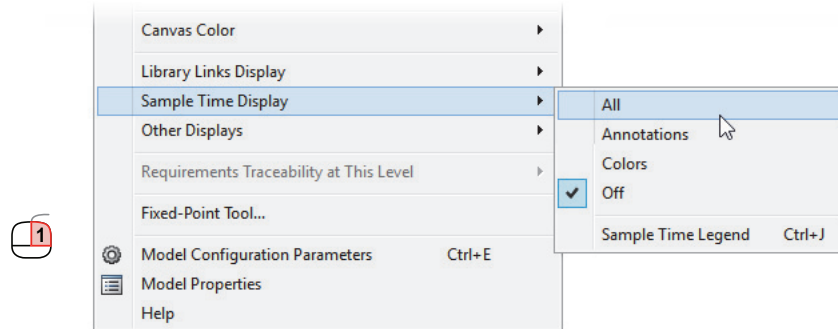 Canvas Color
Library Links Display
Sample Time Display
Other Displays
Requirements Traceability at This Level
Fixed-Point Tool...
Model Configuration Parameters Ctrl+E
Model Properties
Help
All
Annotations
Colors
Off
Sample Time Legend Ctrl+J
1